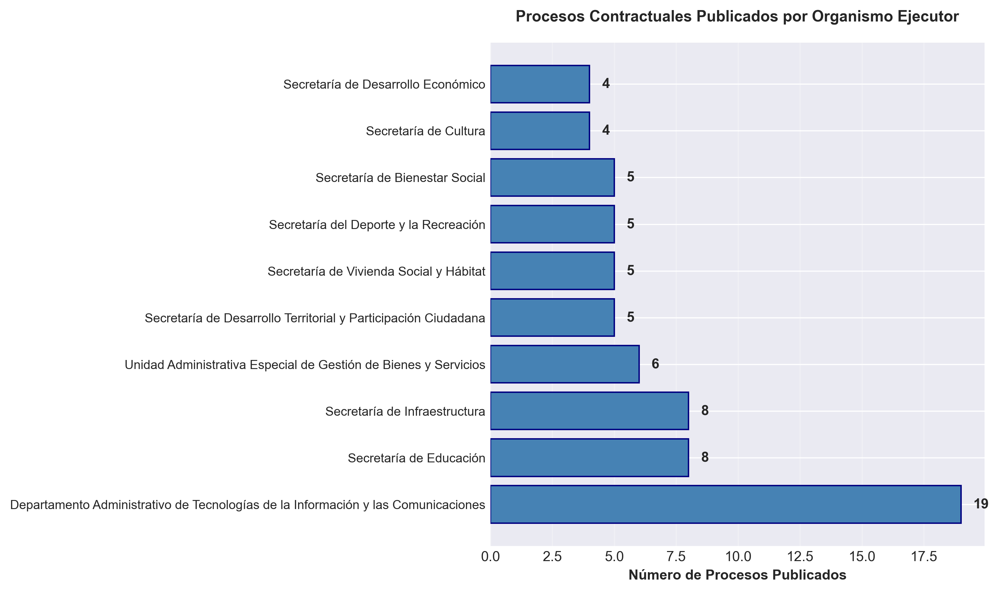 Procesos Contractuales Publicados por Organismo Ejecutor
Secretaría de Desarrollo Económico 4
Secretaría de Cultura 4
Secretaría de Bienestar Social 5
Secretaría del Deporte y la Recreación 5
Secretaría de Vivienda Social y Hábitat 5
Secretaría de Desarrollo Territorial y Participación Ciudadana 5
Unidad Administrativa Especial de Gestión de Bienes y Servicios 6
Secretaría de Infraestructura 8
Secretaría de Educación 8
Departamento Administrativo de Tecnologías de la Información y las Comunicaciones 19
0.0 2.5 5.0 7.5 10.0 12.5 15.0 17.5
Número de Procesos Publicados